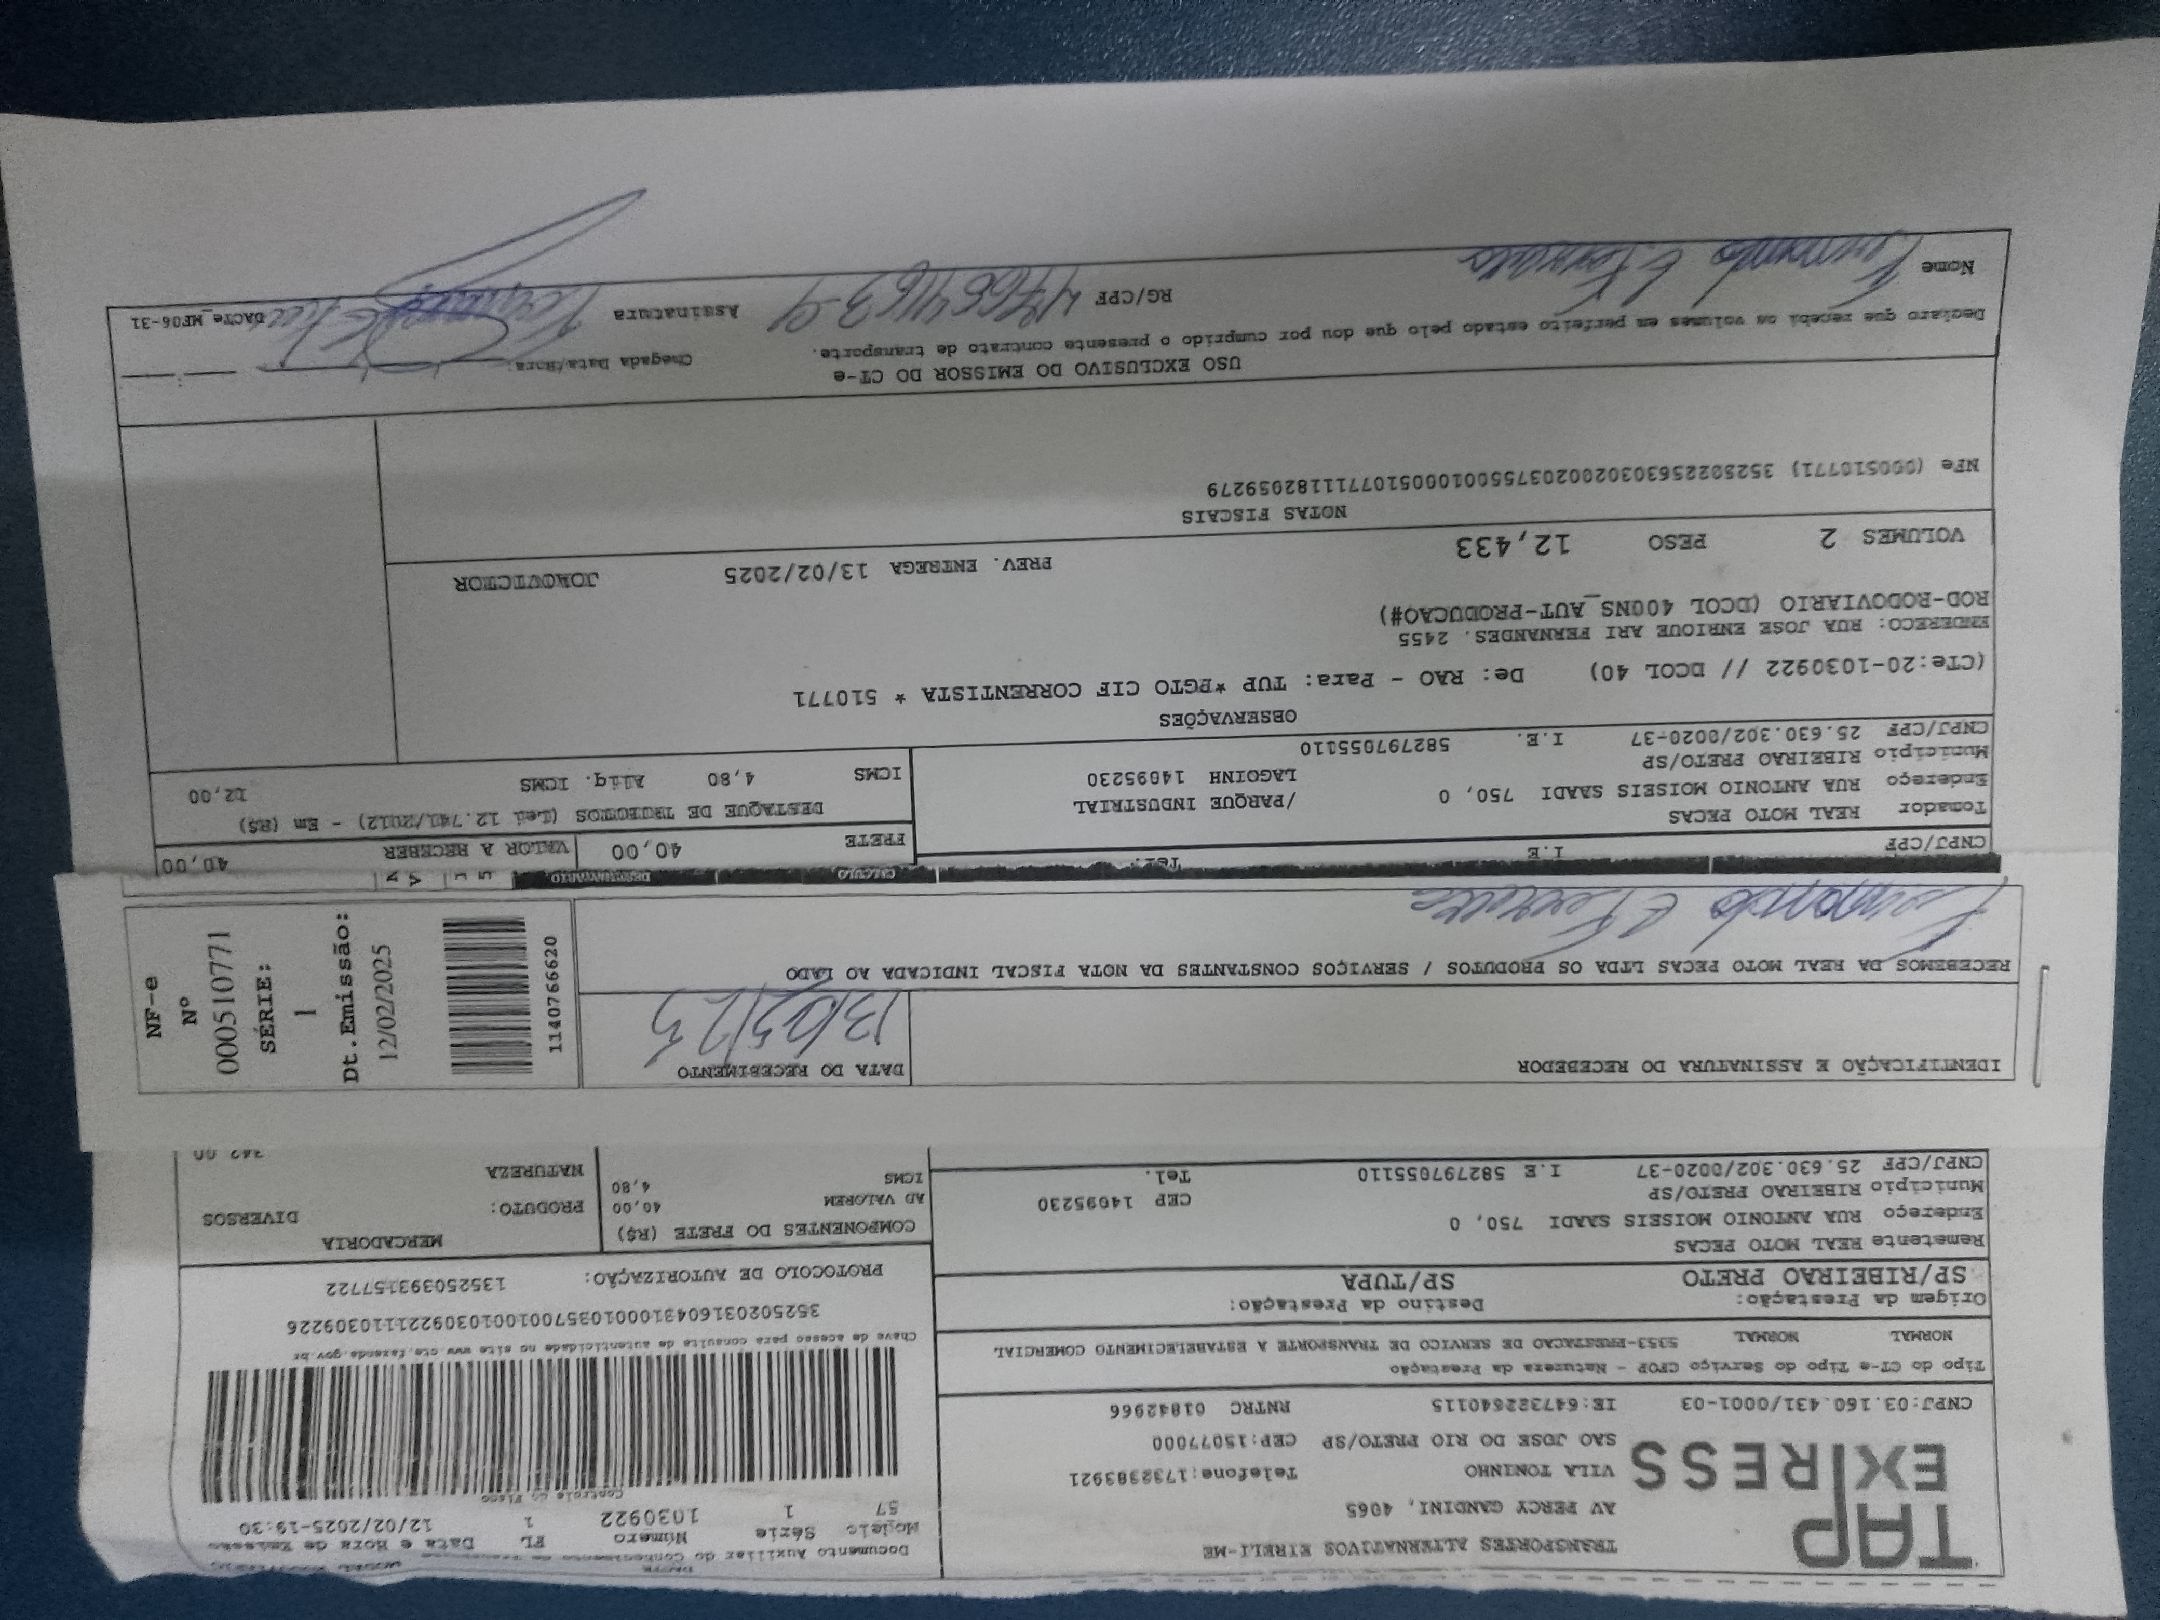 TAP
EXPRESS
TRANSPORTES ALTERNATIVOS EIRELI-ME
AV PERCY GANDINI, 4065
VILA TONINHO Telefone:1732383921
SAO JOSE DO RIO PRETO/SP CEP:15077000
CNPJ:03.160.431/0001-03 IE:647322640115 RNTRC 01842966
DACTE
Documento Auxiliar do Conhecimento de
Modelo Série Número FL Data e Hora de Emissão
57 1 1030922 1 12/02/2025-19:30
Controle do Fisco
Chave de acesso para consulta de autenticidade no site www.cte.fazenda.gov.br
35250203160431000103570010010309221110309226
PROTOCOLO DE AUTORIZAÇÃO: 135250393157722
Tipo do CT-e Tipo do Serviço CFOP - Natureza da Prestação
NORMAL NORMAL 5353-PRESTACAO DE SERVICO DE TRANSPORTE A ESTABELECIMENTO COMERCIAL
Origem da Prestação: Destino da Prestação:
SP/RIBEIRAO PRETO SP/TUPA
Remetente REAL MOTO PECAS
Endereço RUA ANTONIO MOISEIS SAADI 750, 0
Município RIBEIRAO PRETO/SP CEP 14095230
CNPJ/CPF 25.630.302/0020-37 I.E 582797055110 Tel.
COMPONENTES DO FRETE (R$)
AD VALOREM 40,00
ICMS 4,80
MERCADORIA
PRODUTO: DIVERSOS
NATUREZA
IDENTIFICAÇÃO E ASSINATURA DO RECEBEDOR
DATA DO RECEBIMENTO
RECEBEMOS DA REAL MOTO PECAS LTDA OS PRODUTOS / SERVIÇOS CONSTANTES DA NOTA FISCAL INDICADA AO LADO
NF-e
Nº
000510771
SÉRIE:
1
Dt.Emissão:
12/02/2025
1140766620
CNPJ/CPF I.E Tel.
CALCULO DESTINATARIO
FRETE 40,00 VALOR A RECEBER 40,00
Tomador REAL MOTO PECAS
Endereço RUA ANTONIO MOISEIS SAADI 750, 0 /PARQUE INDUSTRIAL
Município RIBEIRAO PRETO/SP LAGOINH 14095230
CNPJ/CPF 25.630.302/0020-37 I.E. 582797055110
DESTAQUE DE TRIBUTOS (Lei 12.741/2012) - Em (R$)
ICMS 4,80 Aliq. ICMS 12,00
OBSERVAÇÕES
(CTe:20-1030922 // DCOL 40) De: RAO - Para: TUP *PGTO CIF CORRENTISTA * 510771
ENDERECO: RUA JOSE ENRIQUE ARI FERNANDES. 2455
ROD-RODOVIARIO (DCOL 400NS_AUT-PRODUCAO#)
PREV. ENTREGA 13/02/2025 JOAOVICTOR
VOLUMES 2 PESO 12,433
NOTAS FISCAIS
NFe (000510771) 35250225630302002037550010005107711182059279
USO EXCLUSIVO DO EMISSOR DO CT-e
Chegada Data/Hora:
Declaro que recebi os volumes em perfeito estado pelo que dou por cumprido o presente contrato de transporte.
Nome RG/CPF Assinatura DACTe_MF06-31